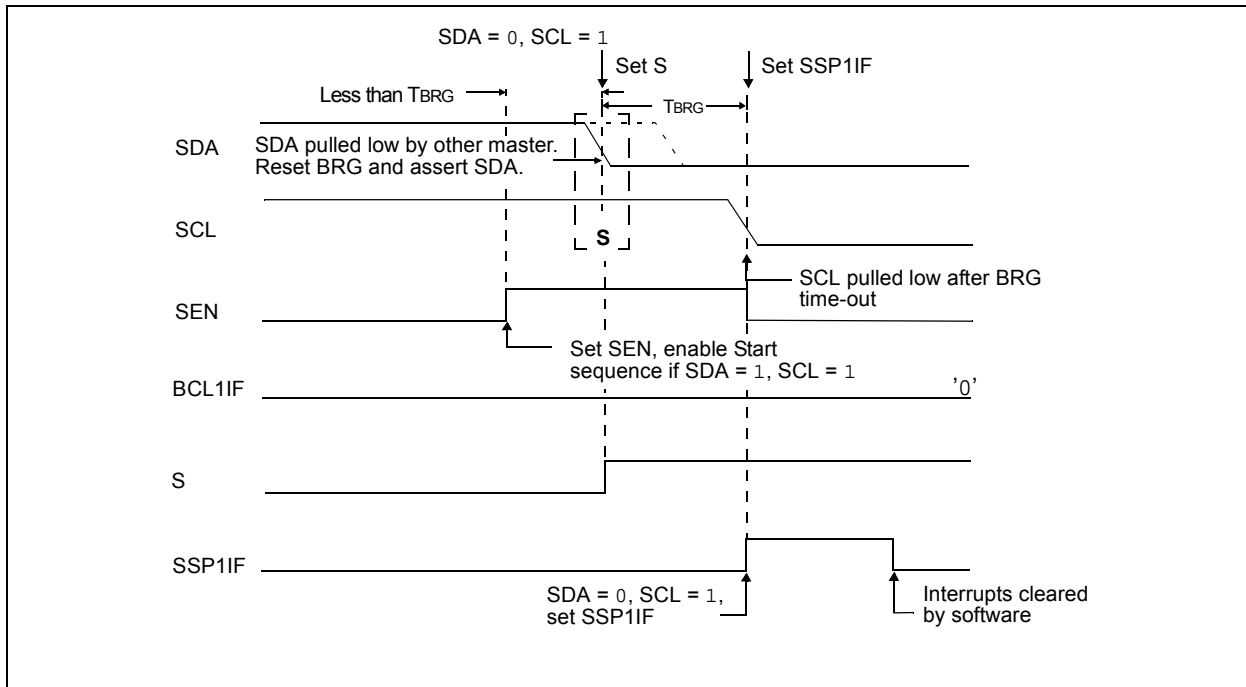 SDA = 0, SCL = 1
Set S
Set SSP1IF
Less than TBRG
TBRG
SDA
SDA pulled low by other master.
Reset BRG and assert SDA.
SCL
S
SCL pulled low after BRG
time-out
SEN
Set SEN, enable Start
sequence if SDA = 1, SCL = 1
BCL1IF
'0'
S
SSP1IF
SDA = 0, SCL = 1,
set SSP1IF
Interrupts cleared
by software